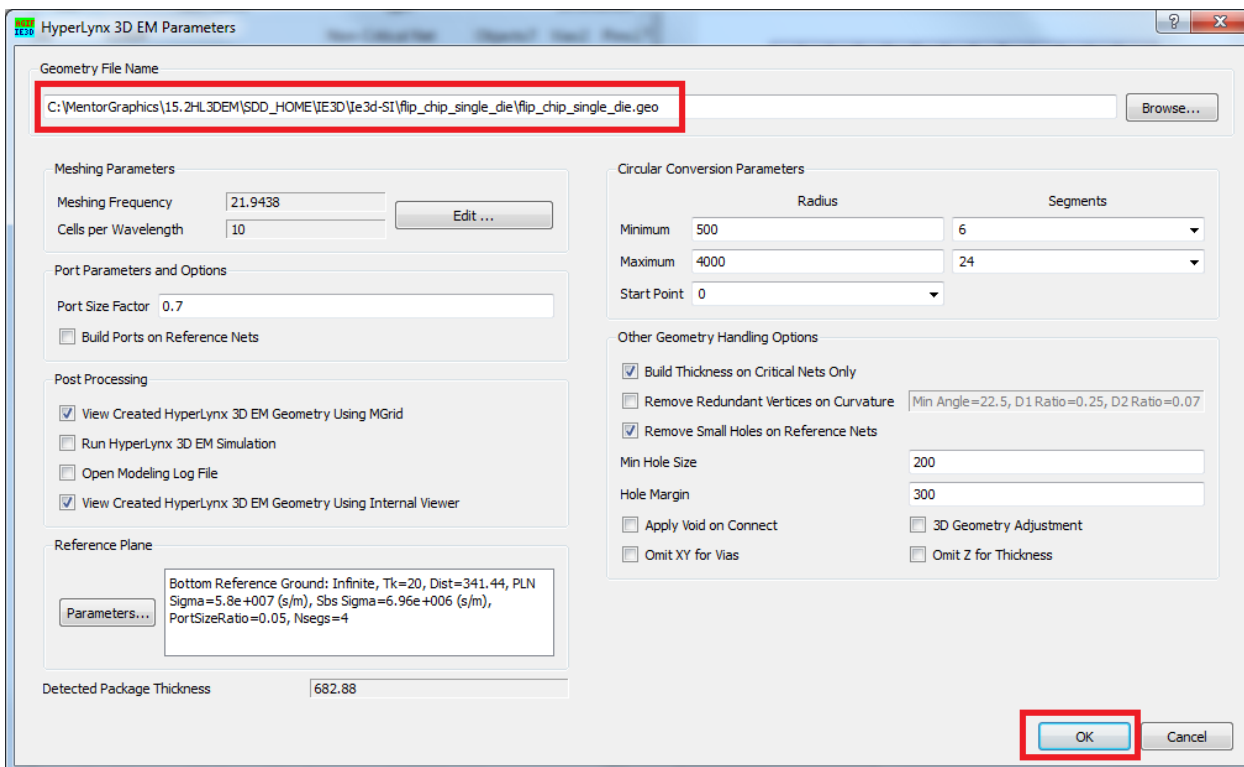 AGIF
IE3D
HyperLynx 3D EM Parameters
?
X
Geometry File Name
C:\MentorGraphics\15.2HL3DEM\SDD_HOME\IE3D\Ie3d-SI\flip_chip_single_die\flip_chip_single_die.geo
Browse...
Meshing Parameters
Meshing Frequency 21.9438
Cells per Wavelength 10
Edit ...
Port Parameters and Options
Port Size Factor 0.7
Build Ports on Reference Nets
Post Processing
View Created HyperLynx 3D EM Geometry Using MGrid
Run HyperLynx 3D EM Simulation
Open Modeling Log File
View Created HyperLynx 3D EM Geometry Using Internal Viewer
Reference Plane
Parameters...
Bottom Reference Ground: Infinite, Tk=20, Dist=341.44, PLN
Sigma=5.8e+007 (s/m), Sbs Sigma=6.96e+006 (s/m),
PortSizeRatio=0.05, Nsegs=4
Detected Package Thickness 682.88
Circular Conversion Parameters
Radius Segments
Minimum 500 6
Maximum 4000 24
Start Point 0
Other Geometry Handling Options
Build Thickness on Critical Nets Only
Remove Redundant Vertices on Curvature Min Angle=22.5, D1 Ratio=0.25, D2 Ratio=0.07
Remove Small Holes on Reference Nets
Min Hole Size 200
Hole Margin 300
Apply Void on Connect 3D Geometry Adjustment
Omit XY for Vias Omit Z for Thickness
OK Cancel